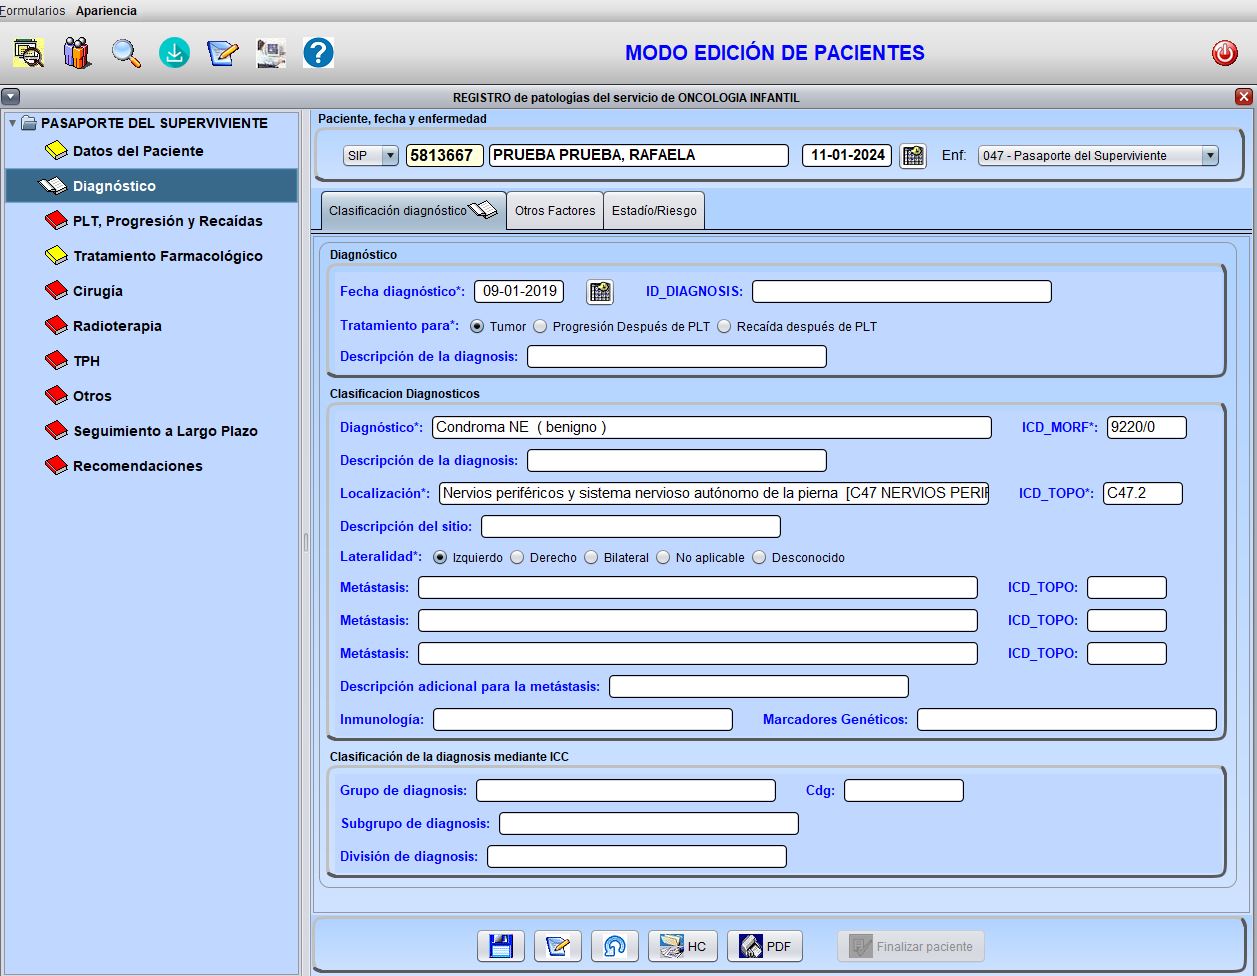 Formularios Apariencia
MODO EDICIÓN DE PACIENTES
REGISTRO de patologías del servicio de ONCOLOGIA INFANTIL
PASAPORTE DEL SUPERVIVIENTE
Datos del Paciente
Diagnóstico
PLT, Progresión y Recaídas
Tratamiento Farmacológico
Cirugía
Radioterapia
TPH
Otros
Seguimiento a Largo Plazo
Recomendaciones
Paciente, fecha y enfermedad
SIP 5813667 PRUEBA PRUEBA, RAFAELA 11-01-2024 Enf: 047 - Pasaporte del Superviviente
Clasificación diagnóstico Otros Factores Estadío/Riesgo
Diagnóstico
Fecha diagnóstico*: 09-01-2019 ID_DIAGNOSIS:
Tratamiento para*: Tumor Progresión Después de PLT Recaída después de PLT
Descripción de la diagnosis:
Clasificacion Diagnosticos
Diagnóstico*: Condroma NE ( benigno ) ICD_MORF*: 9220/0
Descripción de la diagnosis:
Localización*: Nervios periféricos y sistema nervioso autónomo de la pierna [C47 NERVIOS PERIF ICD_TOPO*: C47.2
Descripción del sitio:
Lateralidad*: Izquierdo Derecho Bilateral No aplicable Desconocido
Metástasis: ICD_TOPO:
Metástasis: ICD_TOPO:
Metástasis: ICD_TOPO:
Descripción adicional para la metástasis:
Inmunología: Marcadores Genéticos:
Clasificación de la diagnosis mediante ICC
Grupo de diagnosis: Cdg:
Subgrupo de diagnosis:
División de diagnosis:
HC PDF Finalizar paciente